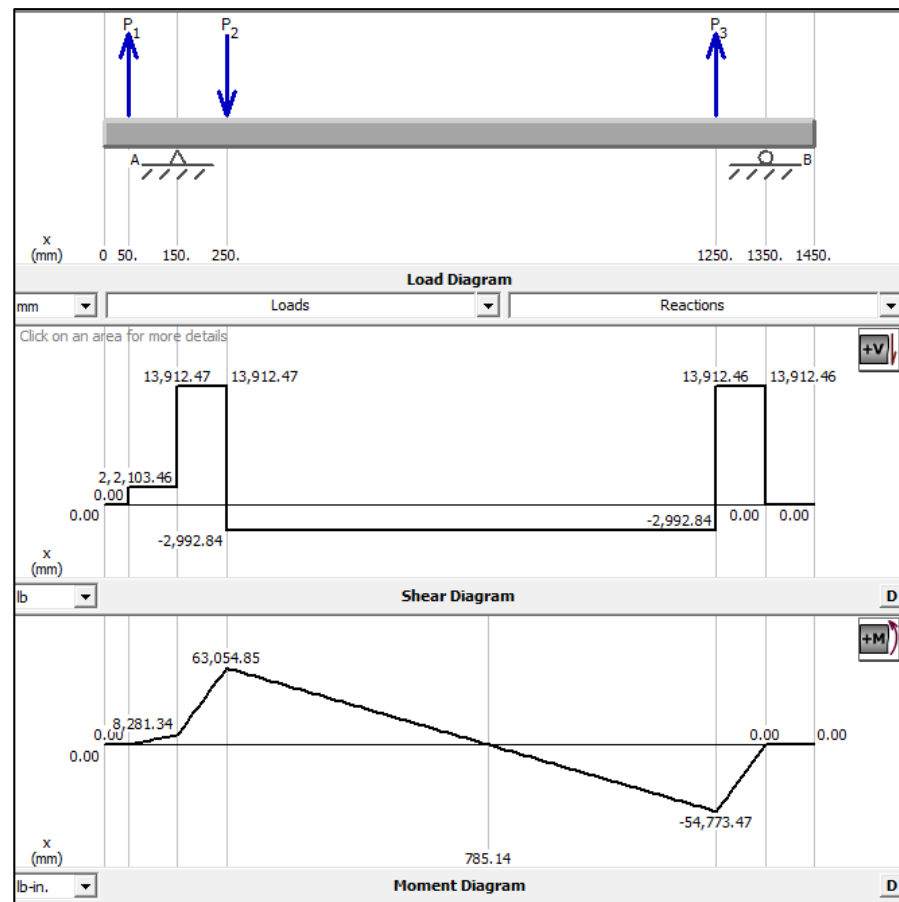 P1 P2 P3
A B
x
(mm) 0 50. 150. 250. 1250. 1350. 1450.
Load Diagram
mm Loads Reactions
Click on an area for more details
+V
13,912.47 13,912.47 13,912.46 13,912.46
2,2,103.46
0.00
0.00 -2,992.84 -2,992.84 0.00 0.00
x
(mm)
lb Shear Diagram D
+M
63,054.85
8,281.34
0.00 0.00 0.00
0.00
-54,773.47
x
(mm) 785.14
lb-in. Moment Diagram D